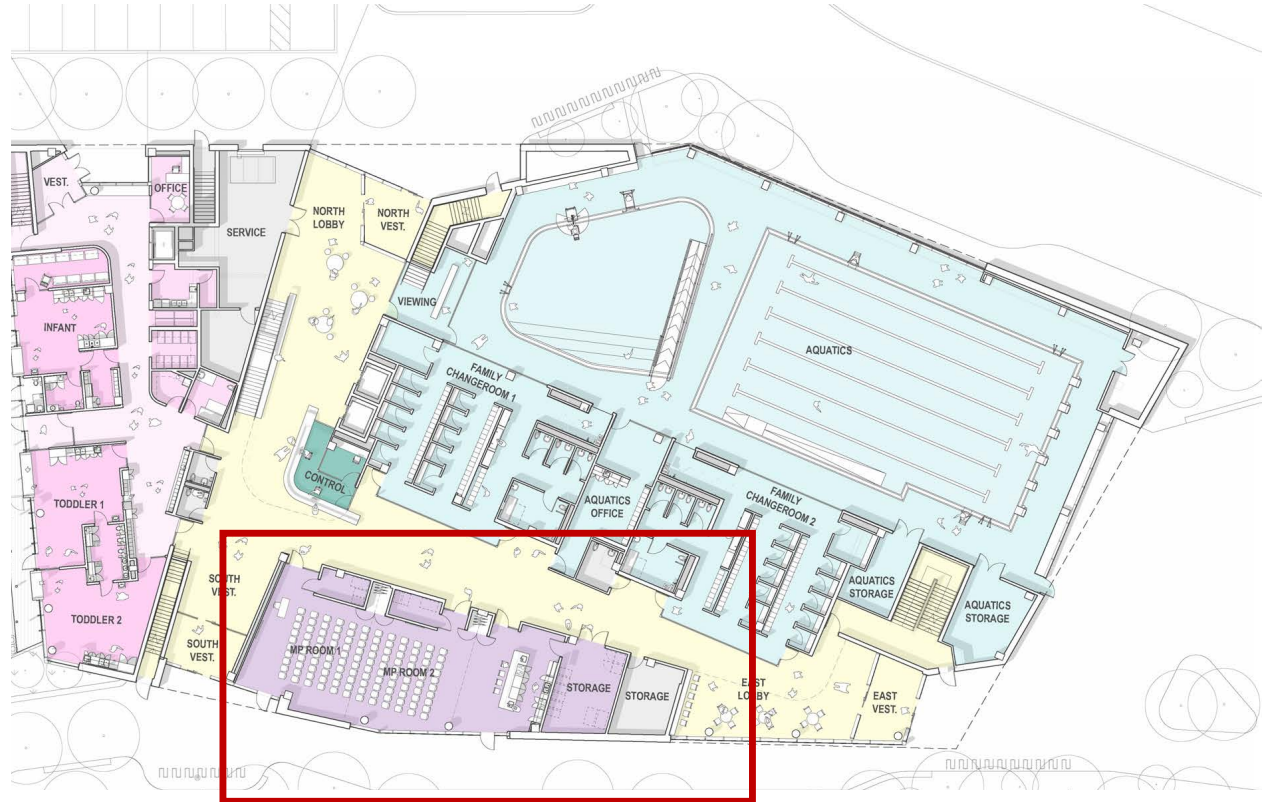 VEST.
OFFICE
SERVICE
NORTH
LOBBY
NORTH
VEST.
VIEWING
INFANT
AQUATICS
FAMILY
CHANGEROOM 1
CONTROL
TODDLER 1
AQUATICS
OFFICE
FAMILY
CHANGEROOM 2
TODDLER 2
SOUTH
VEST.
SOUTH
VEST.
MP ROOM 1
MP ROOM 2
STORAGE
STORAGE
EAST
LOBBY
EAST
VEST.
AQUATICS
STORAGE
AQUATICS
STORAGE